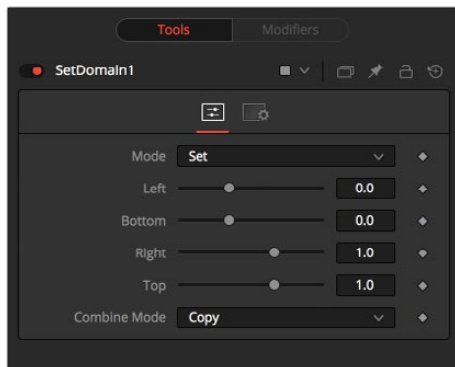 Tools Modifiers
SetDomain1
Mode Set
Left 0.0
Bottom 0.0
Right 1.0
Top 1.0
Combine Mode Copy